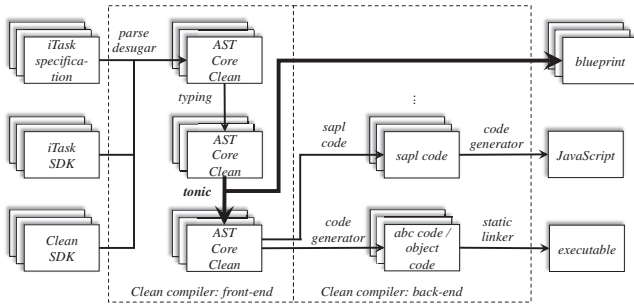 iTask
specifica-
tion
parse
desugar
AST
Core
Clean
blueprint
typing
iTask
SDK
AST
Core
Clean
sapl
code
...
sapl code
code
generator
JavaScript
tonic
Clean
SDK
AST
Core
Clean
code
generator
abc code /
object
code
static
linker
executable
Clean compiler: front-end
Clean compiler: back-end